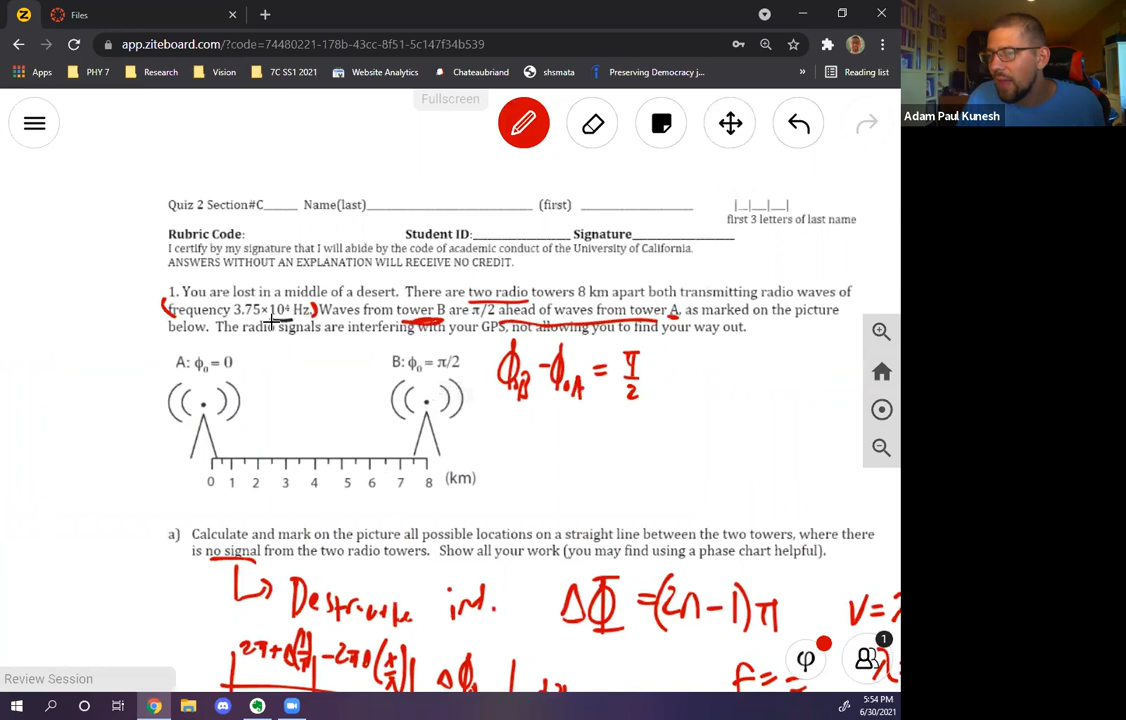 Files
app.ziteboard.com/?code=74480221-178b-43cc-8f51-5c147f34b539
Apps PHY 7 Research Vision 7C SS1 2021 Website Analytics Chateaubriand shsmata Preserving Democracy j... » Reading list
Fullscreen
Adam Paul Kunesh
Quiz 2 Section#C_____ Name(last)__________________________ (first) __________________ |__|__|__|
first 3 letters of last name
Rubric Code: Student ID:______________ Signature__________________
I certify by my signature that I will abide by the code of academic conduct of the University of California.
ANSWERS WITHOUT AN EXPLANATION WILL RECEIVE NO CREDIT.
1. You are lost in a middle of a desert. There are two radio towers 8 km apart both transmitting radio waves of
(frequency 3.75×10⁴ Hz.) Waves from tower B are π/2 ahead of waves from tower A, as marked on the picture
below. The radio signals are interfering with your GPS, not allowing you to find your way out.
A: ϕ₀ = 0 B: ϕ₀ = π/2
ϕ₀B - ϕ₀A = π/2
0 1 2 3 4 5 6 7 8 (km)
a) Calculate and mark on the picture all possible locations on a straight line between the two towers, where there
is no signal from the two radio towers. Show all your work (you may find using a phase chart helpful).
Destructive int. ΔΦ = (2n-1)π v=
f=
Review Session
φ
1
5:54 PM
6/30/2021